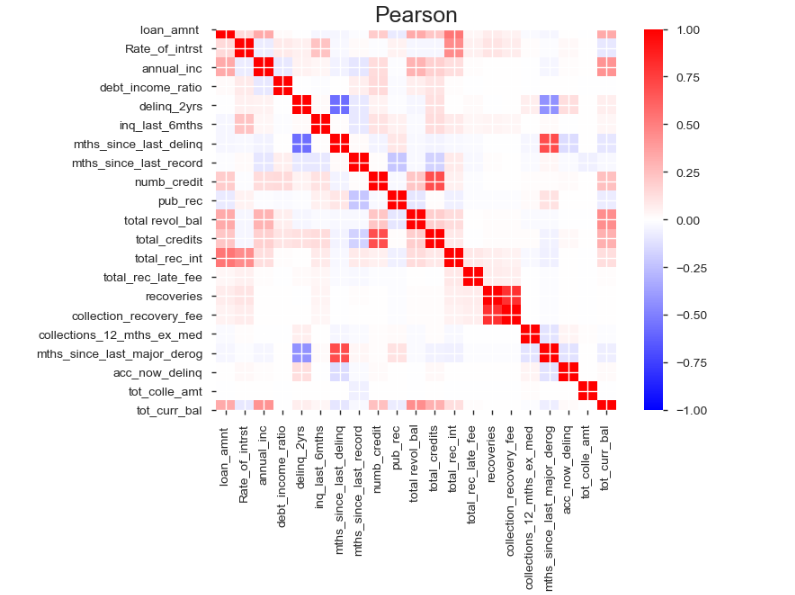 Pearson
loan_amnt
Rate_of_intrst
annual_inc
debt_income_ratio
delinq_2yrs
inq_last_6mths
mths_since_last_delinq
mths_since_last_record
numb_credit
pub_rec
total revol_bal
total_credits
total_rec_int
total_rec_late_fee
recoveries
collection_recovery_fee
collections_12_mths_ex_med
mths_since_last_major_derog
acc_now_delinq
tot_colle_amt
tot_curr_bal
loan_amnt
Rate_of_intrst
annual_inc
debt_income_ratio
delinq_2yrs
inq_last_6mths
mths_since_last_delinq
mths_since_last_record
numb_credit
pub_rec
total revol_bal
total_credits
total_rec_int
total_rec_late_fee
recoveries
collection_recovery_fee
collections_12_mths_ex_med
mths_since_last_major_derog
acc_now_delinq
tot_colle_amt
tot_curr_bal
1.00
0.75
0.50
0.25
0.00
−0.25
−0.50
−0.75
−1.00